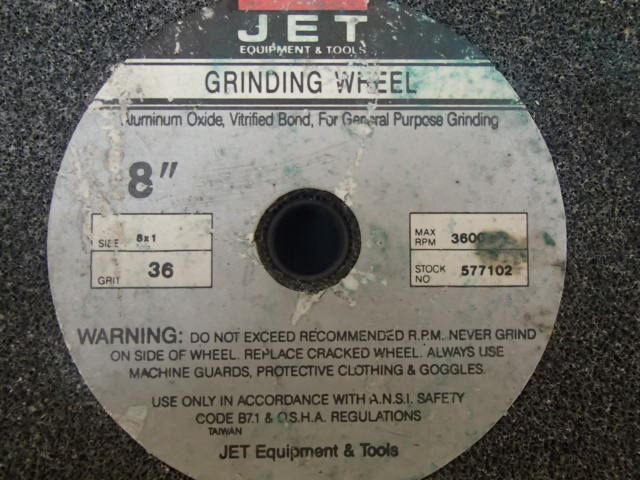 JET
EQUIPMENT & TOOLS
GRINDING WHEEL
Aluminum Oxide, Vitrified Bond, For General Purpose Grinding
8"
SIZE 8x1
GRIT 36
MAX RPM 3600
STOCK NO 577102
WARNING: DO NOT EXCEED RECOMMENDED R.P.M. NEVER GRIND
ON SIDE OF WHEEL. REPLACE CRACKED WHEEL. ALWAYS USE
MACHINE GUARDS, PROTECTIVE CLOTHING & GOGGLES.
USE ONLY IN ACCORDANCE WITH A.N.S.I. SAFETY
CODE B7.1 & O.S.H.A. REGULATIONS
TAIWAN
JET Equipment & Tools